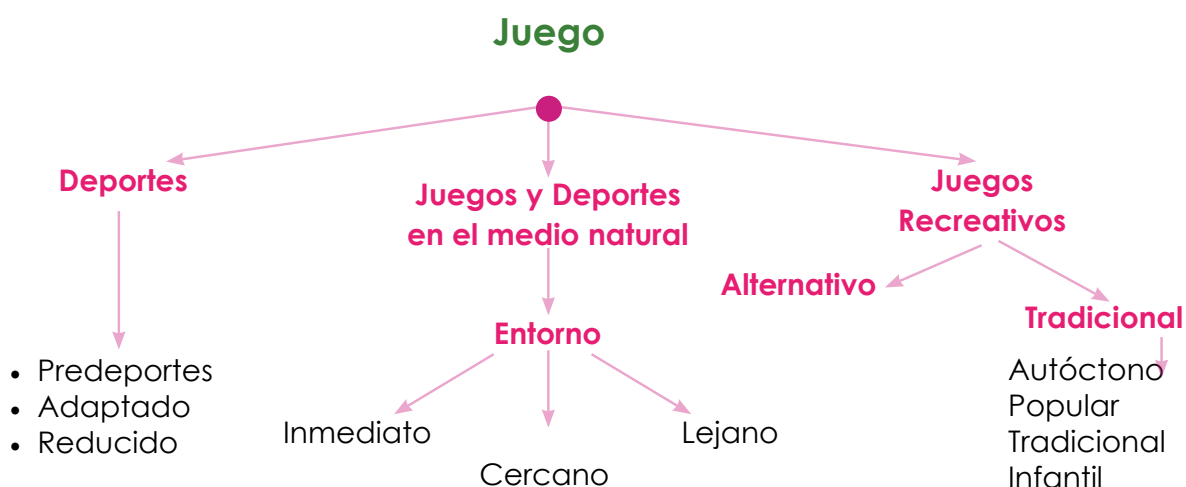 Juego
Deportes
Predeportes
Adaptado
Reducido
Juegos y Deportes
en el medio natural
Entorno
Inmediato
Cercano
Lejano
Juegos
Recreativos
Alternativo
Tradicional
Autóctono
Popular
Tradicional
Infantil